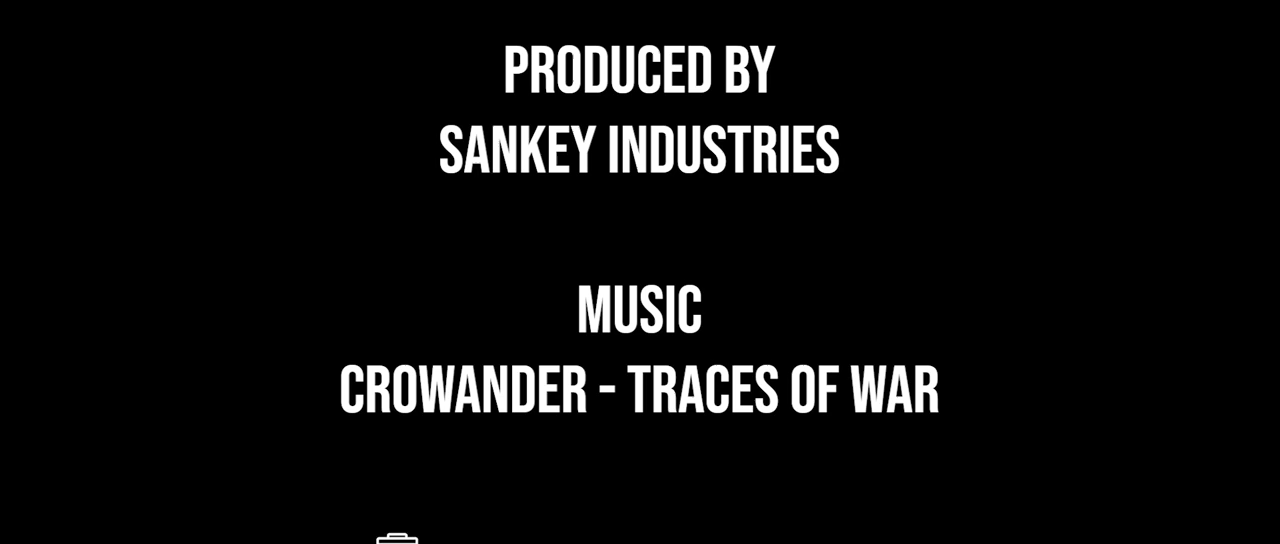 PRODUCED BY
SANKEY INDUSTRIES
MUSIC
CROWANDER - TRACES OF WAR